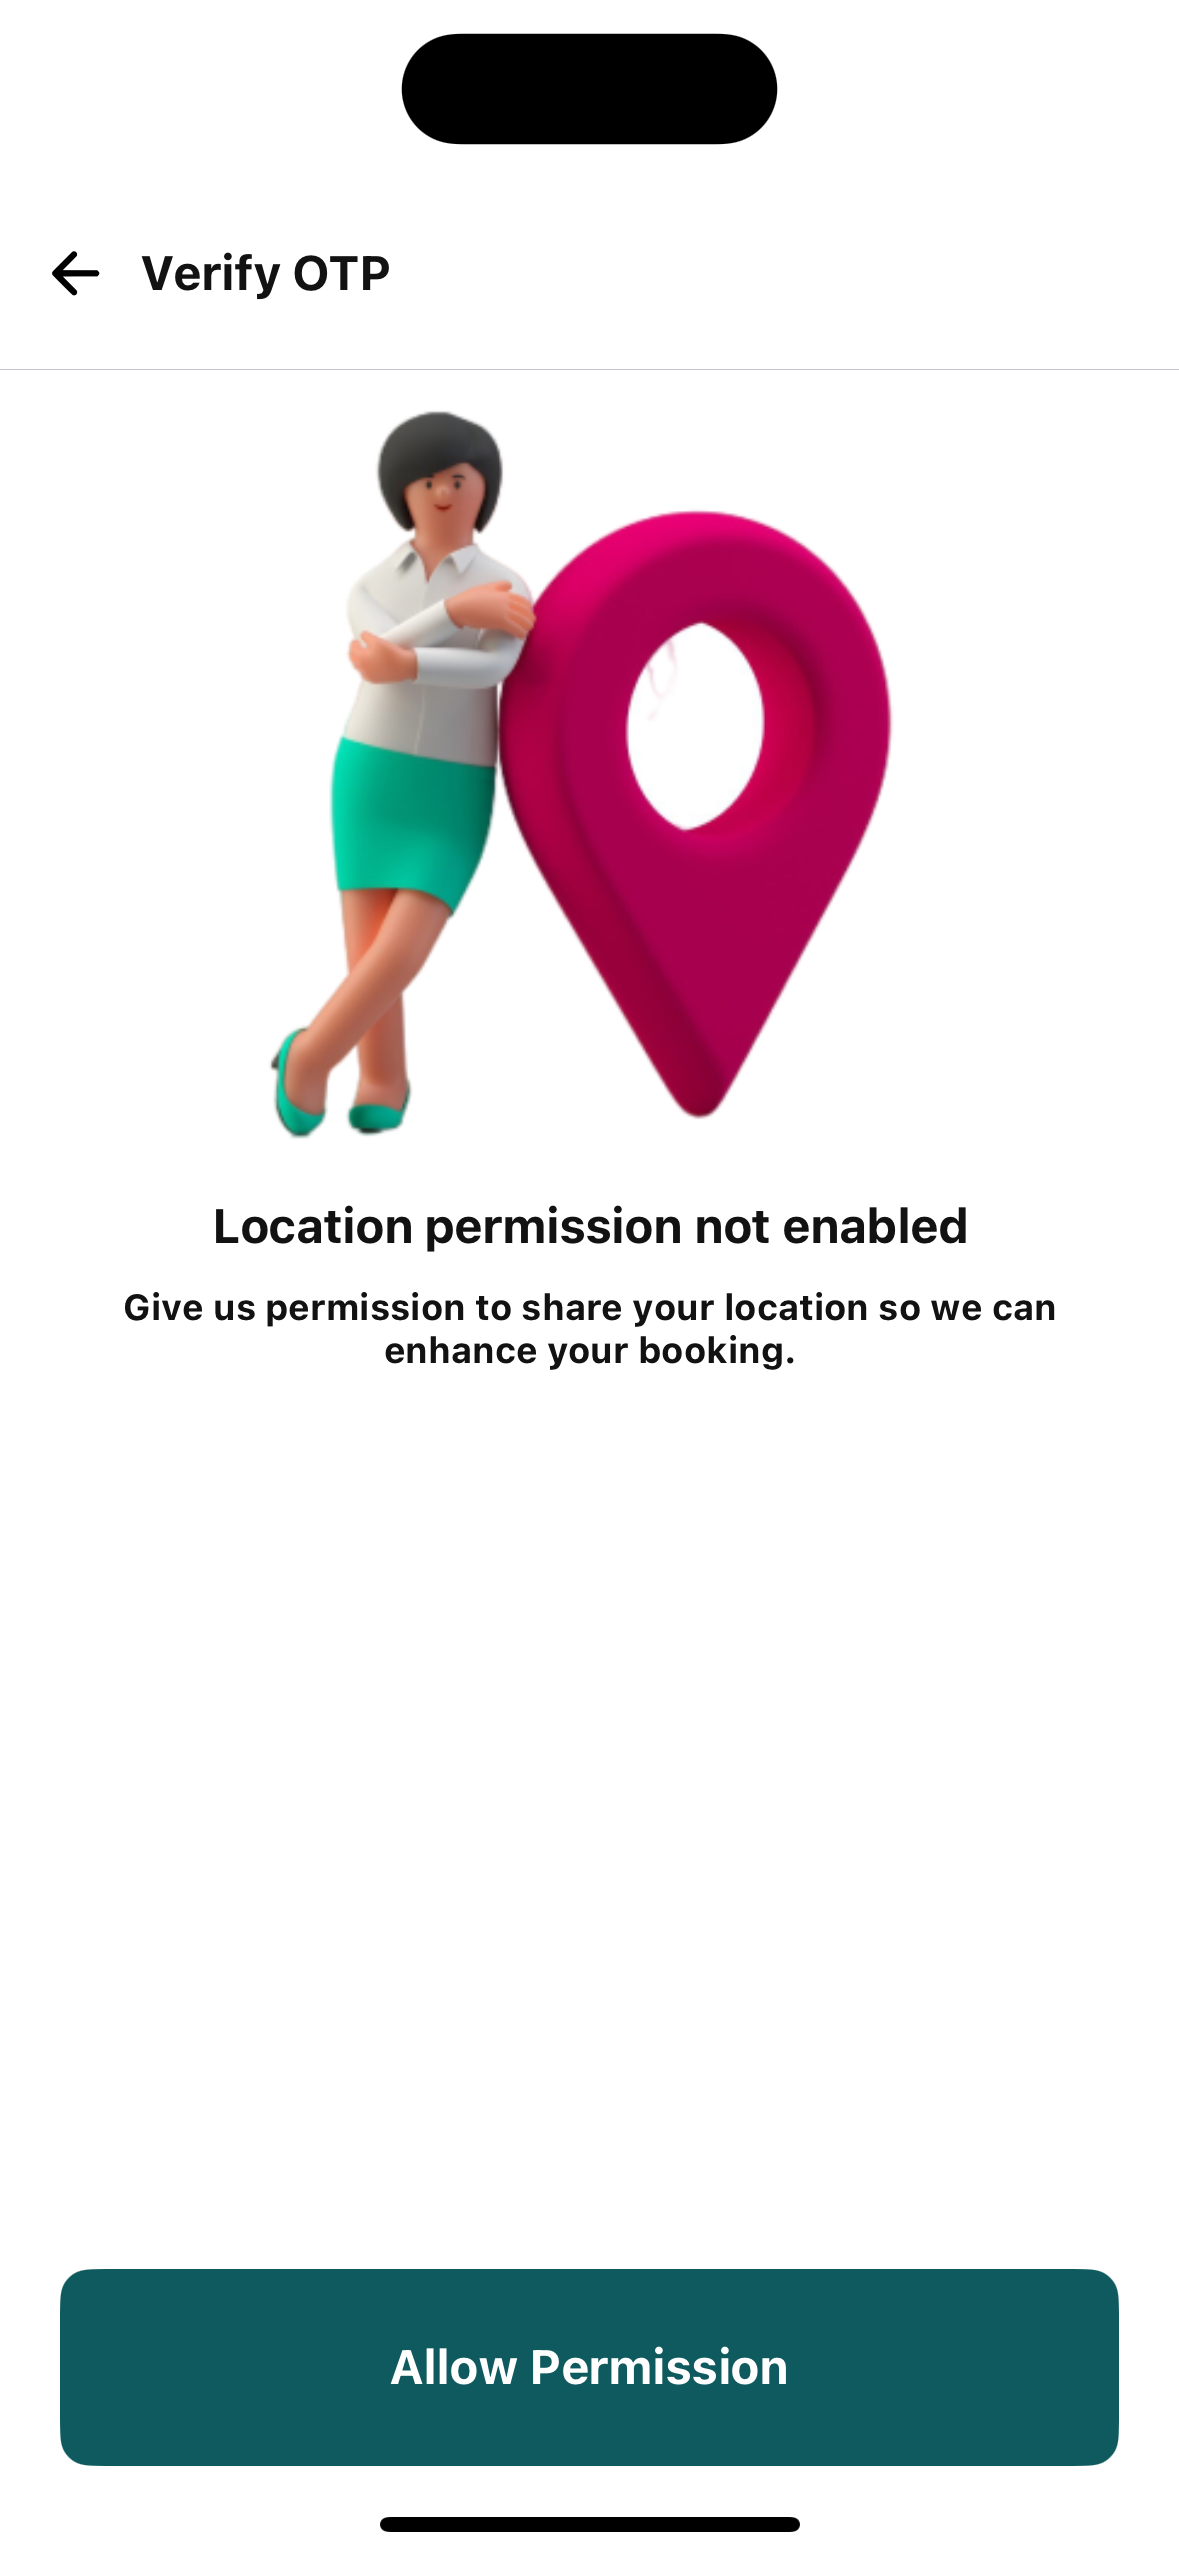 Verify OTP
Location permission not enabled
Give us permission to share your location so we can
enhance your booking.
Allow Permission